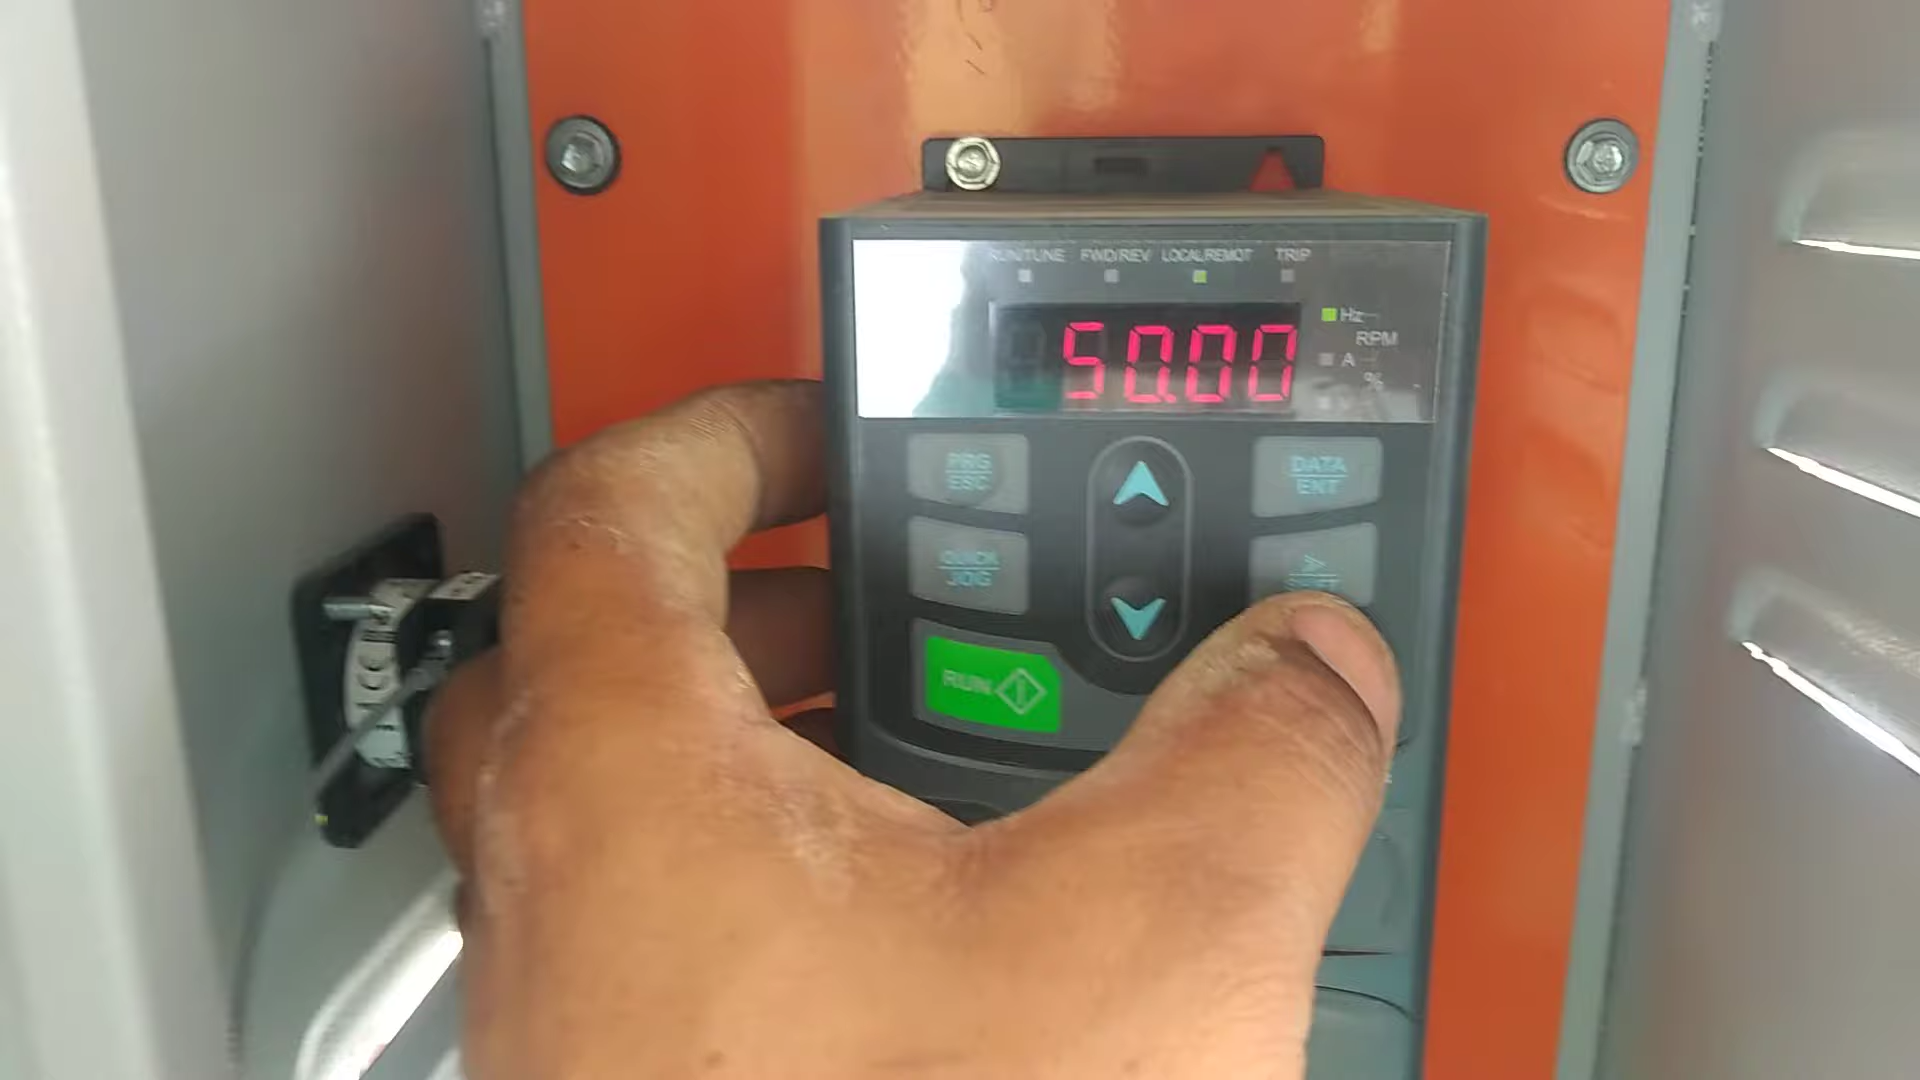 RUN/TUNE FWD/REV LOCAL/REMOT TRIP
50.00
Hz
RPM
A
%
V
PRG
ESC
DATA
ENT
QUICK
JOG
SHIFT
RUN